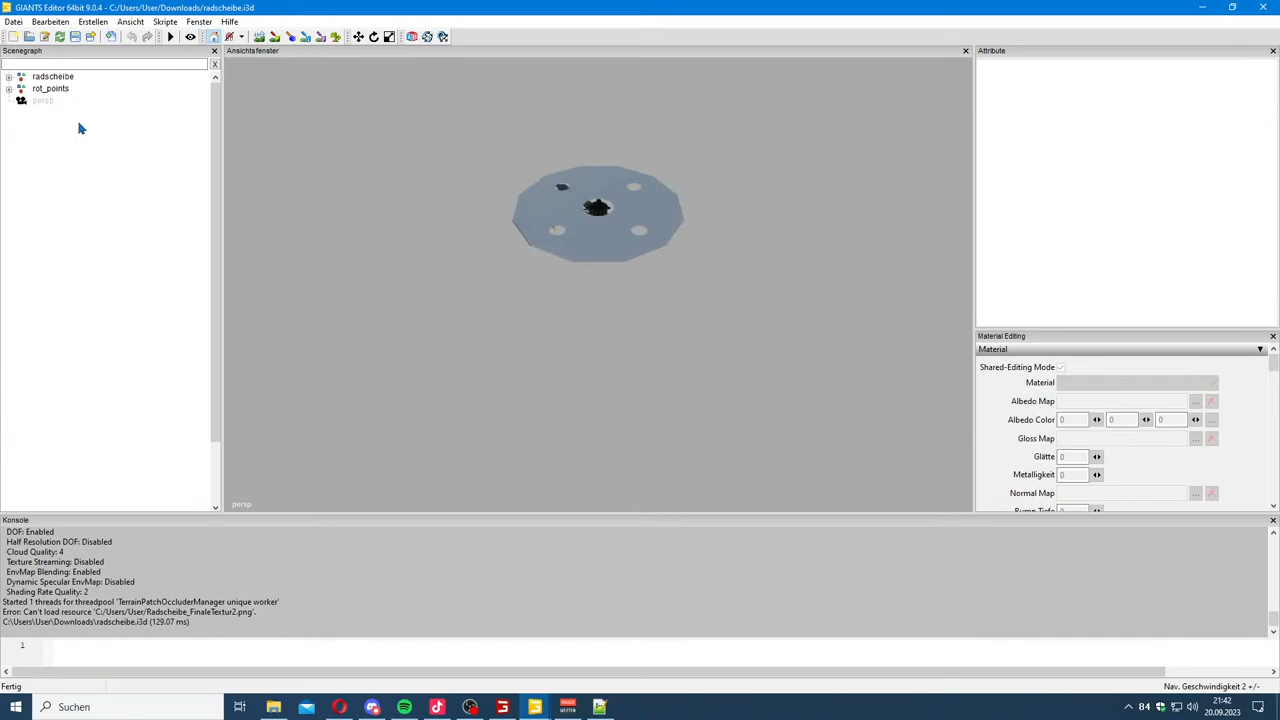 GIANTS Editor 64bit 9.0.4 - C:/Users/User/Downloads/radscheibe.i3d
Datei Bearbeiten Erstellen Ansicht Skripte Fenster Hilfe
Scenegraph X
Ansichtsfenster
Attribute
X
radscheibe
rot_points
persp
persp
Material Editing
Material
Shared-Editing Mode
Material
Albedo Map ...
Albedo Color 0 0 0 ...
Gloss Map ...
Glätte 0
Metalligkeit 0
Normal Map ...
Bump Tiefe
Konsole
DOF: Enabled
Half Resolution DOF: Disabled
Cloud Quality: 4
Texture Streaming: Disabled
EnvMap Blending: Enabled
Dynamic Specular EnvMap: Disabled
Shading Rate Quality: 2
Started 1 threads for threadpool 'TerrainPatchOccluderManager unique worker'
Error: Can't load resource 'C:/Users/User/Radscheibe_FinaleTextur2.png'.
C:\Users\User\Downloads\radscheibe.i3d (129.07 ms)
1
Fertig
Nav. Geschwindigkeit 2 +/-
Suchen
84
21:42
20.09.2023